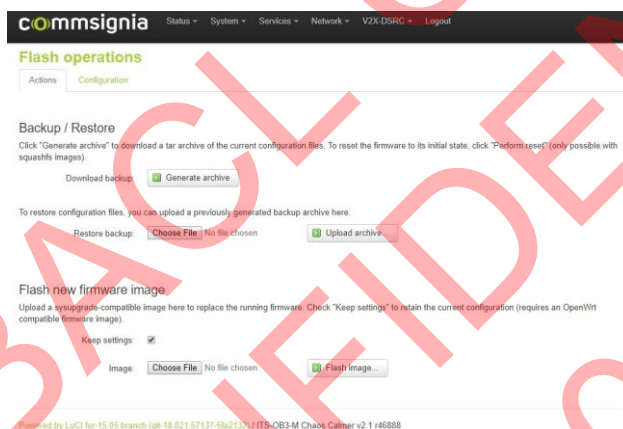 commsignia Status System Services Network V2X-DSRC Logout
Flash operations
Actions Configuration
Backup / Restore
Click "Generate archive" to download a tar archive of the current configuration files. To reset the firmware to its initial state, click "Perform reset" (only possible with
squashfs images).
Download backup: Generate archive
To restore configuration files, you can upload a previously generated backup archive here.
Restore backup: Choose File No file chosen Upload archive...
Flash new firmware image
Upload a sysupgrade-compatible image here to replace the running firmware. Check "Keep settings" to retain the current configuration (requires an OpenWrt
compatible firmware image).
Keep settings:
Image: Choose File No file chosen Flash image...
Powered by LuCI for-15.05 branch (git-18.021.57137-5fa2132) / ITS-OB3-M Chaos Calmer v2.1 r46888
BACL